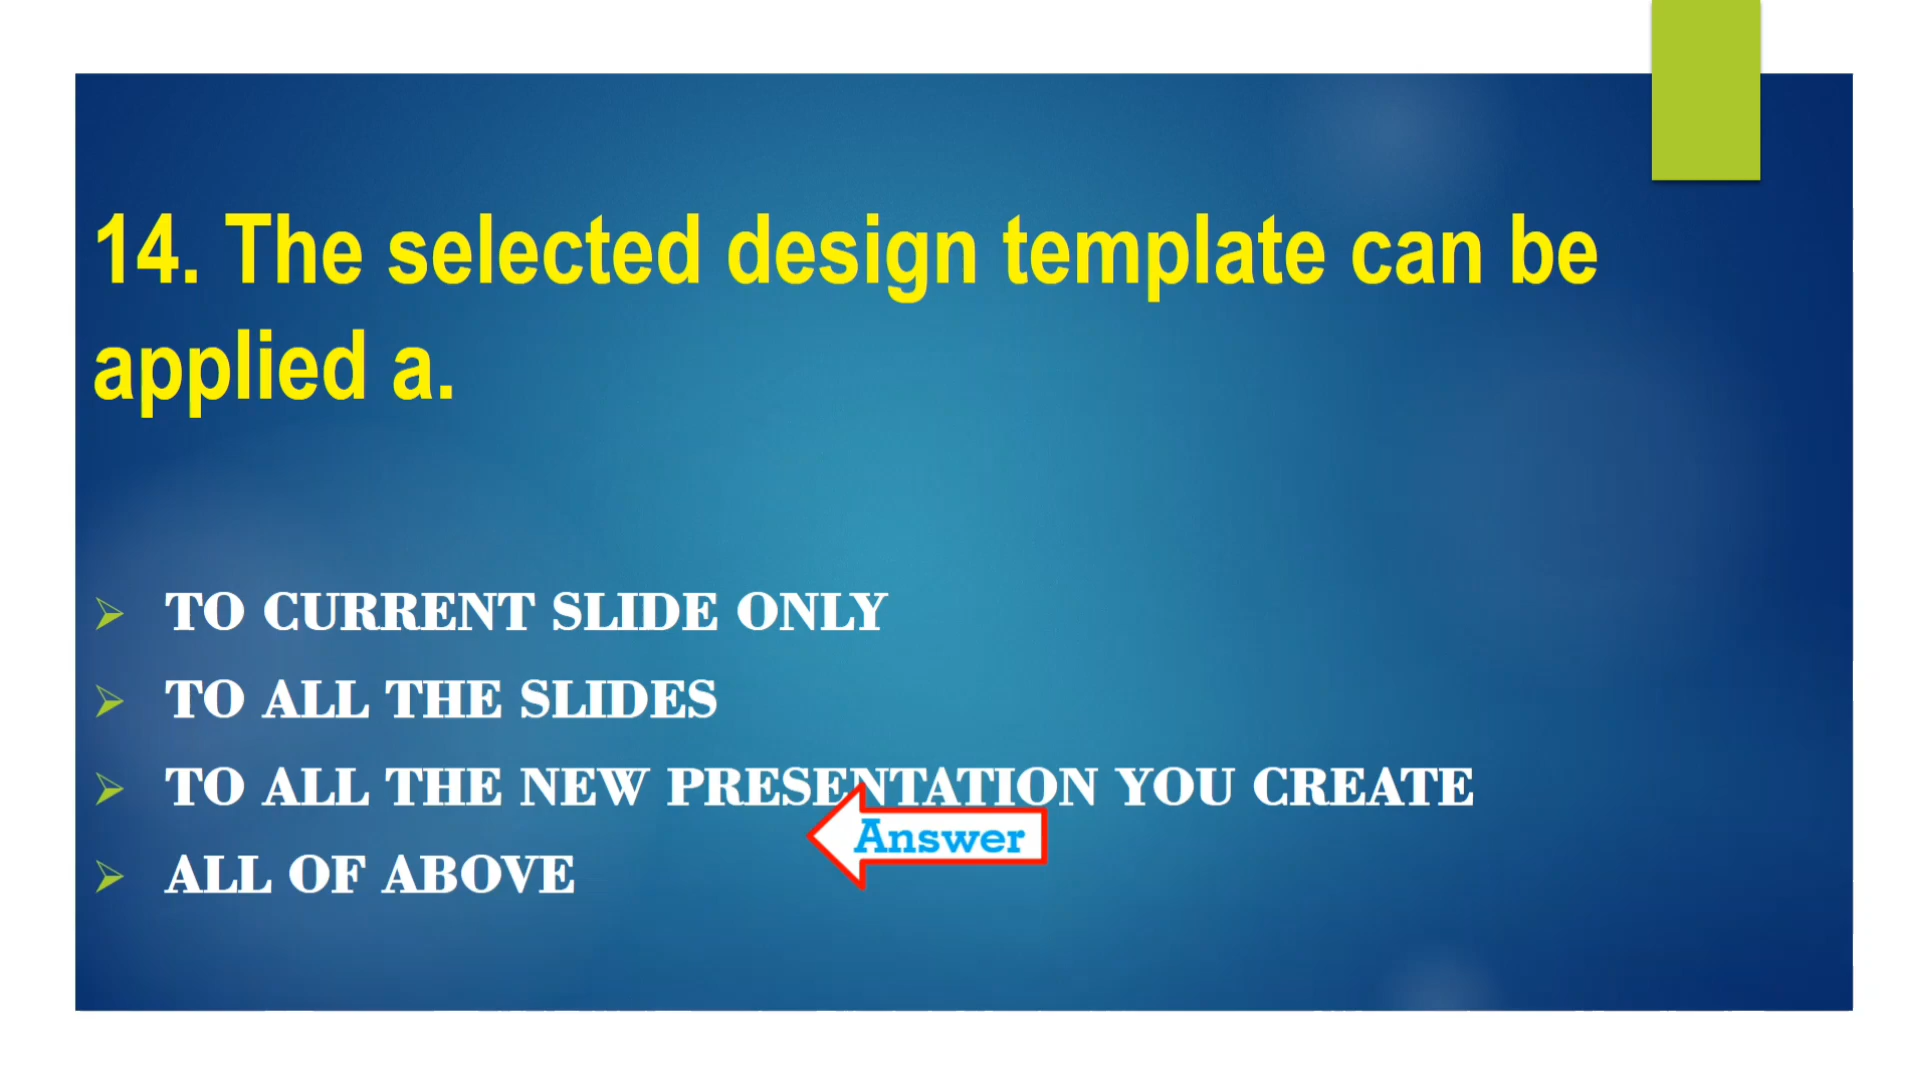 14. The selected design template can be
applied a.
TO CURRENT SLIDE ONLY
TO ALL THE SLIDES
TO ALL THE NEW PRESENTATION YOU CREATE
Answer
ALL OF ABOVE